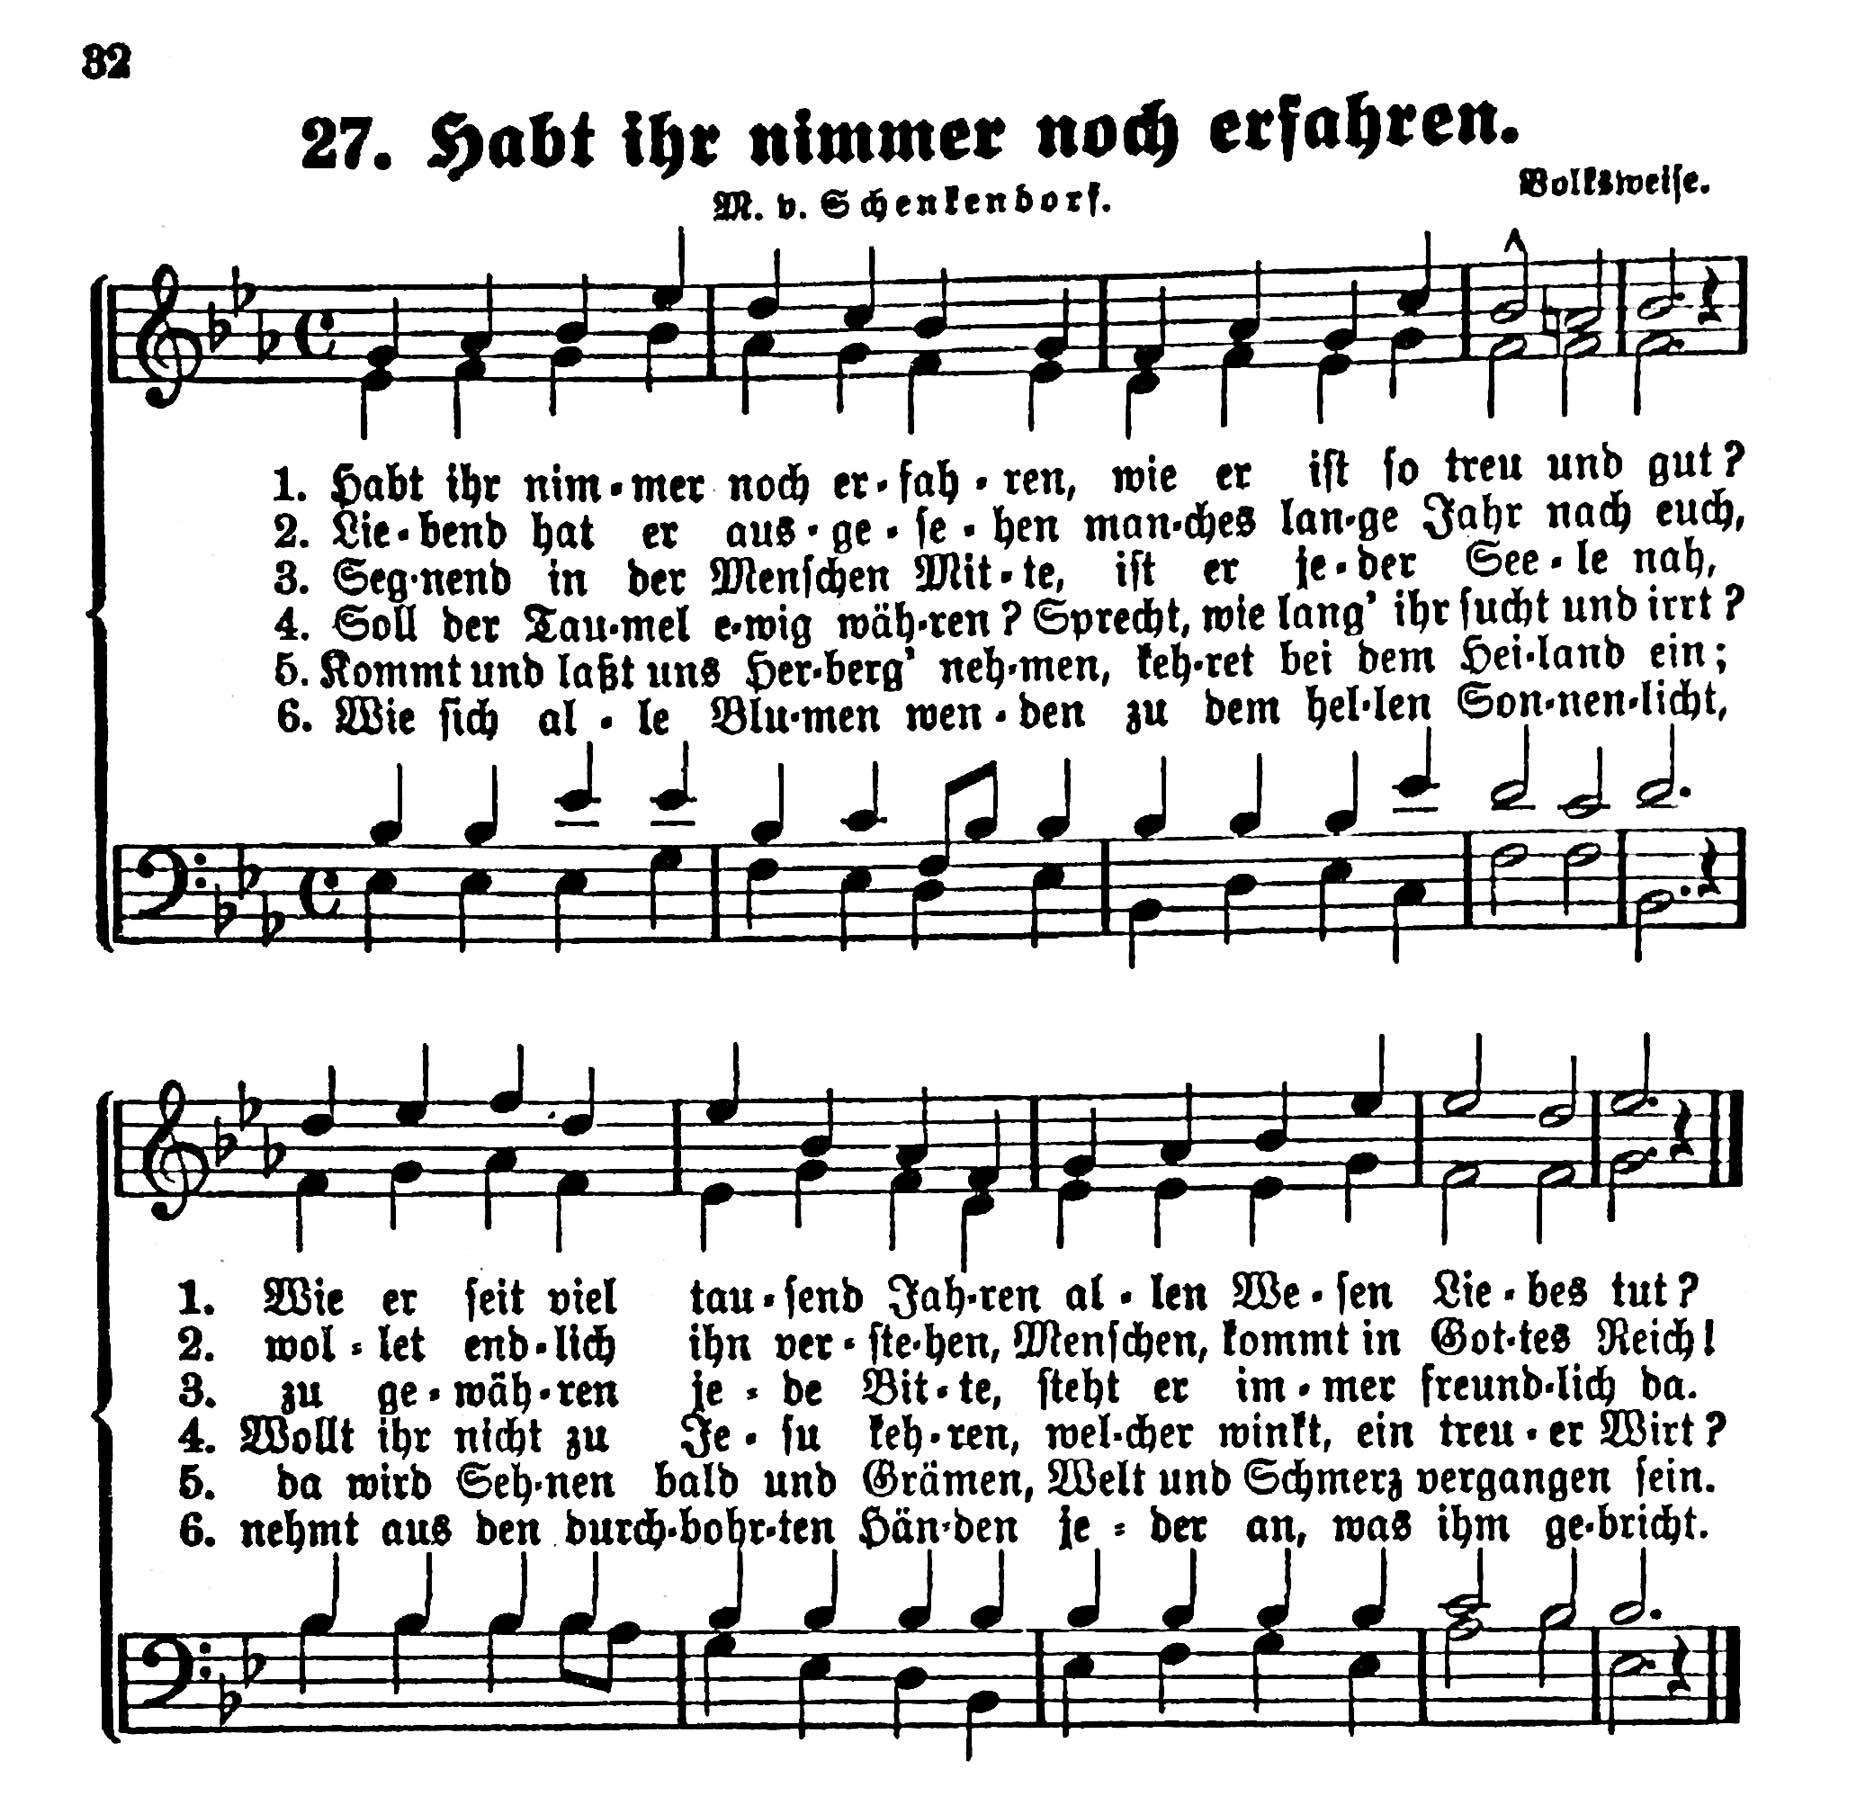 32
27. Habt ihr nimmer noch erfahren.
M. v. Schenkendorf.
Volksweise.
1. Habt ihr nim-mer noch er-fah-ren, wie er ist so treu und gut?
2. Lie-bend hat er aus-ge-se-hen man-ches lan-ge Jahr nach euch,
3. Seg-nend in der Menschen Mit-te, ist er je-der See-le nah,
4. Soll der Tau-mel e-wig wäh-ren? Sprecht, wie lang' ihr sucht und irrt?
5. Kommt und laßt uns Her-berg' neh-men, keh-ret bei dem Hei-land ein;
6. Wie sich al-le Blu-men wen-den zu dem hel-len Son-nen-licht,
1. Wie er seit viel tau-send Jah-ren al-len We-sen Lie-bes tut?
2. wol-let end-lich ihn ver-ste-hen, Menschen, kommt in Got-tes Reich!
3. zu ge-wäh-ren je-de Bit-te, steht er im-mer freund-lich da.
4. Wollt ihr nicht zu Je-su keh-ren, wel-cher winkt, ein treu-er Wirt?
5. da wird Seh-nen bald und Grämen, Welt und Schmerz vergangen sein.
6. nehmt aus den durch-bohr-ten Hän-den je-der an, was ihm ge-bricht.